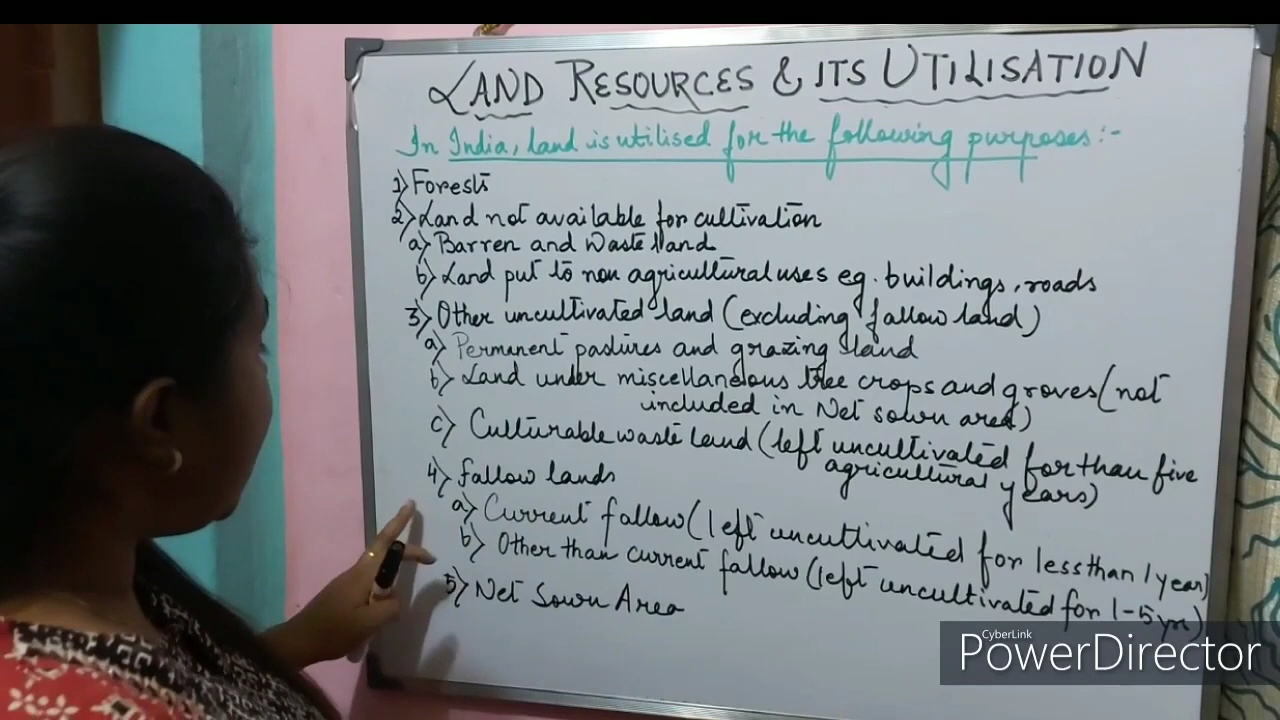 LAND RESOURCES & ITS UTILISATION
In India, land is utilised for the following purposes:-
1) Forests
2) Land not available for cultivation
a) Barren and Waste land
b) Land put to non agricultural uses eg. buildings, roads
3) Other uncultivated land (excluding fallow land)
a) Permanent pastures and grazing land
b) Land under miscellaneous tree crops and groves (not
included in Net sown area)
c) Culturable waste land (left uncultivated for than five
agricultural years)
4) Fallow lands
a) Current fallow (left uncultivated for less than 1 year)
b) Other than current fallow (left uncultivated for 1-5 yr)
5) Net Sown Area
CyberLink
PowerDirector